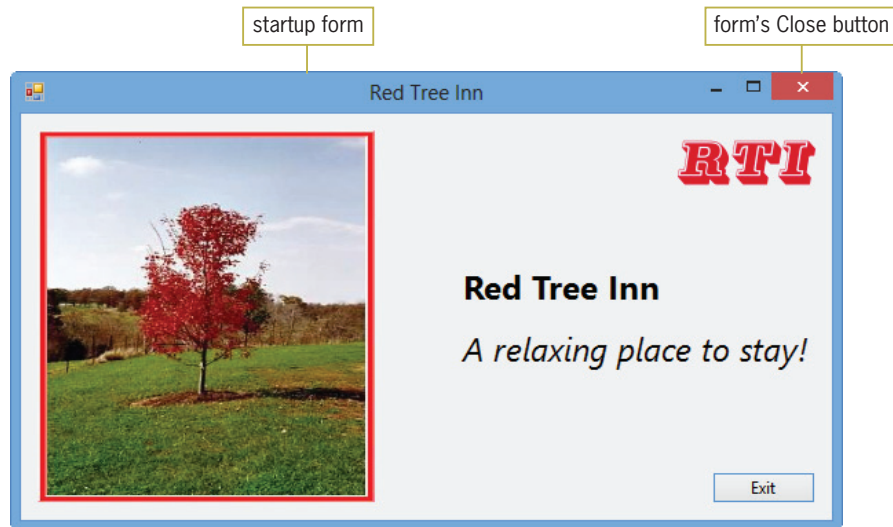 startup form
form's Close button
Red Tree Inn
RTI
Red Tree Inn
A relaxing place to stay!
Exit